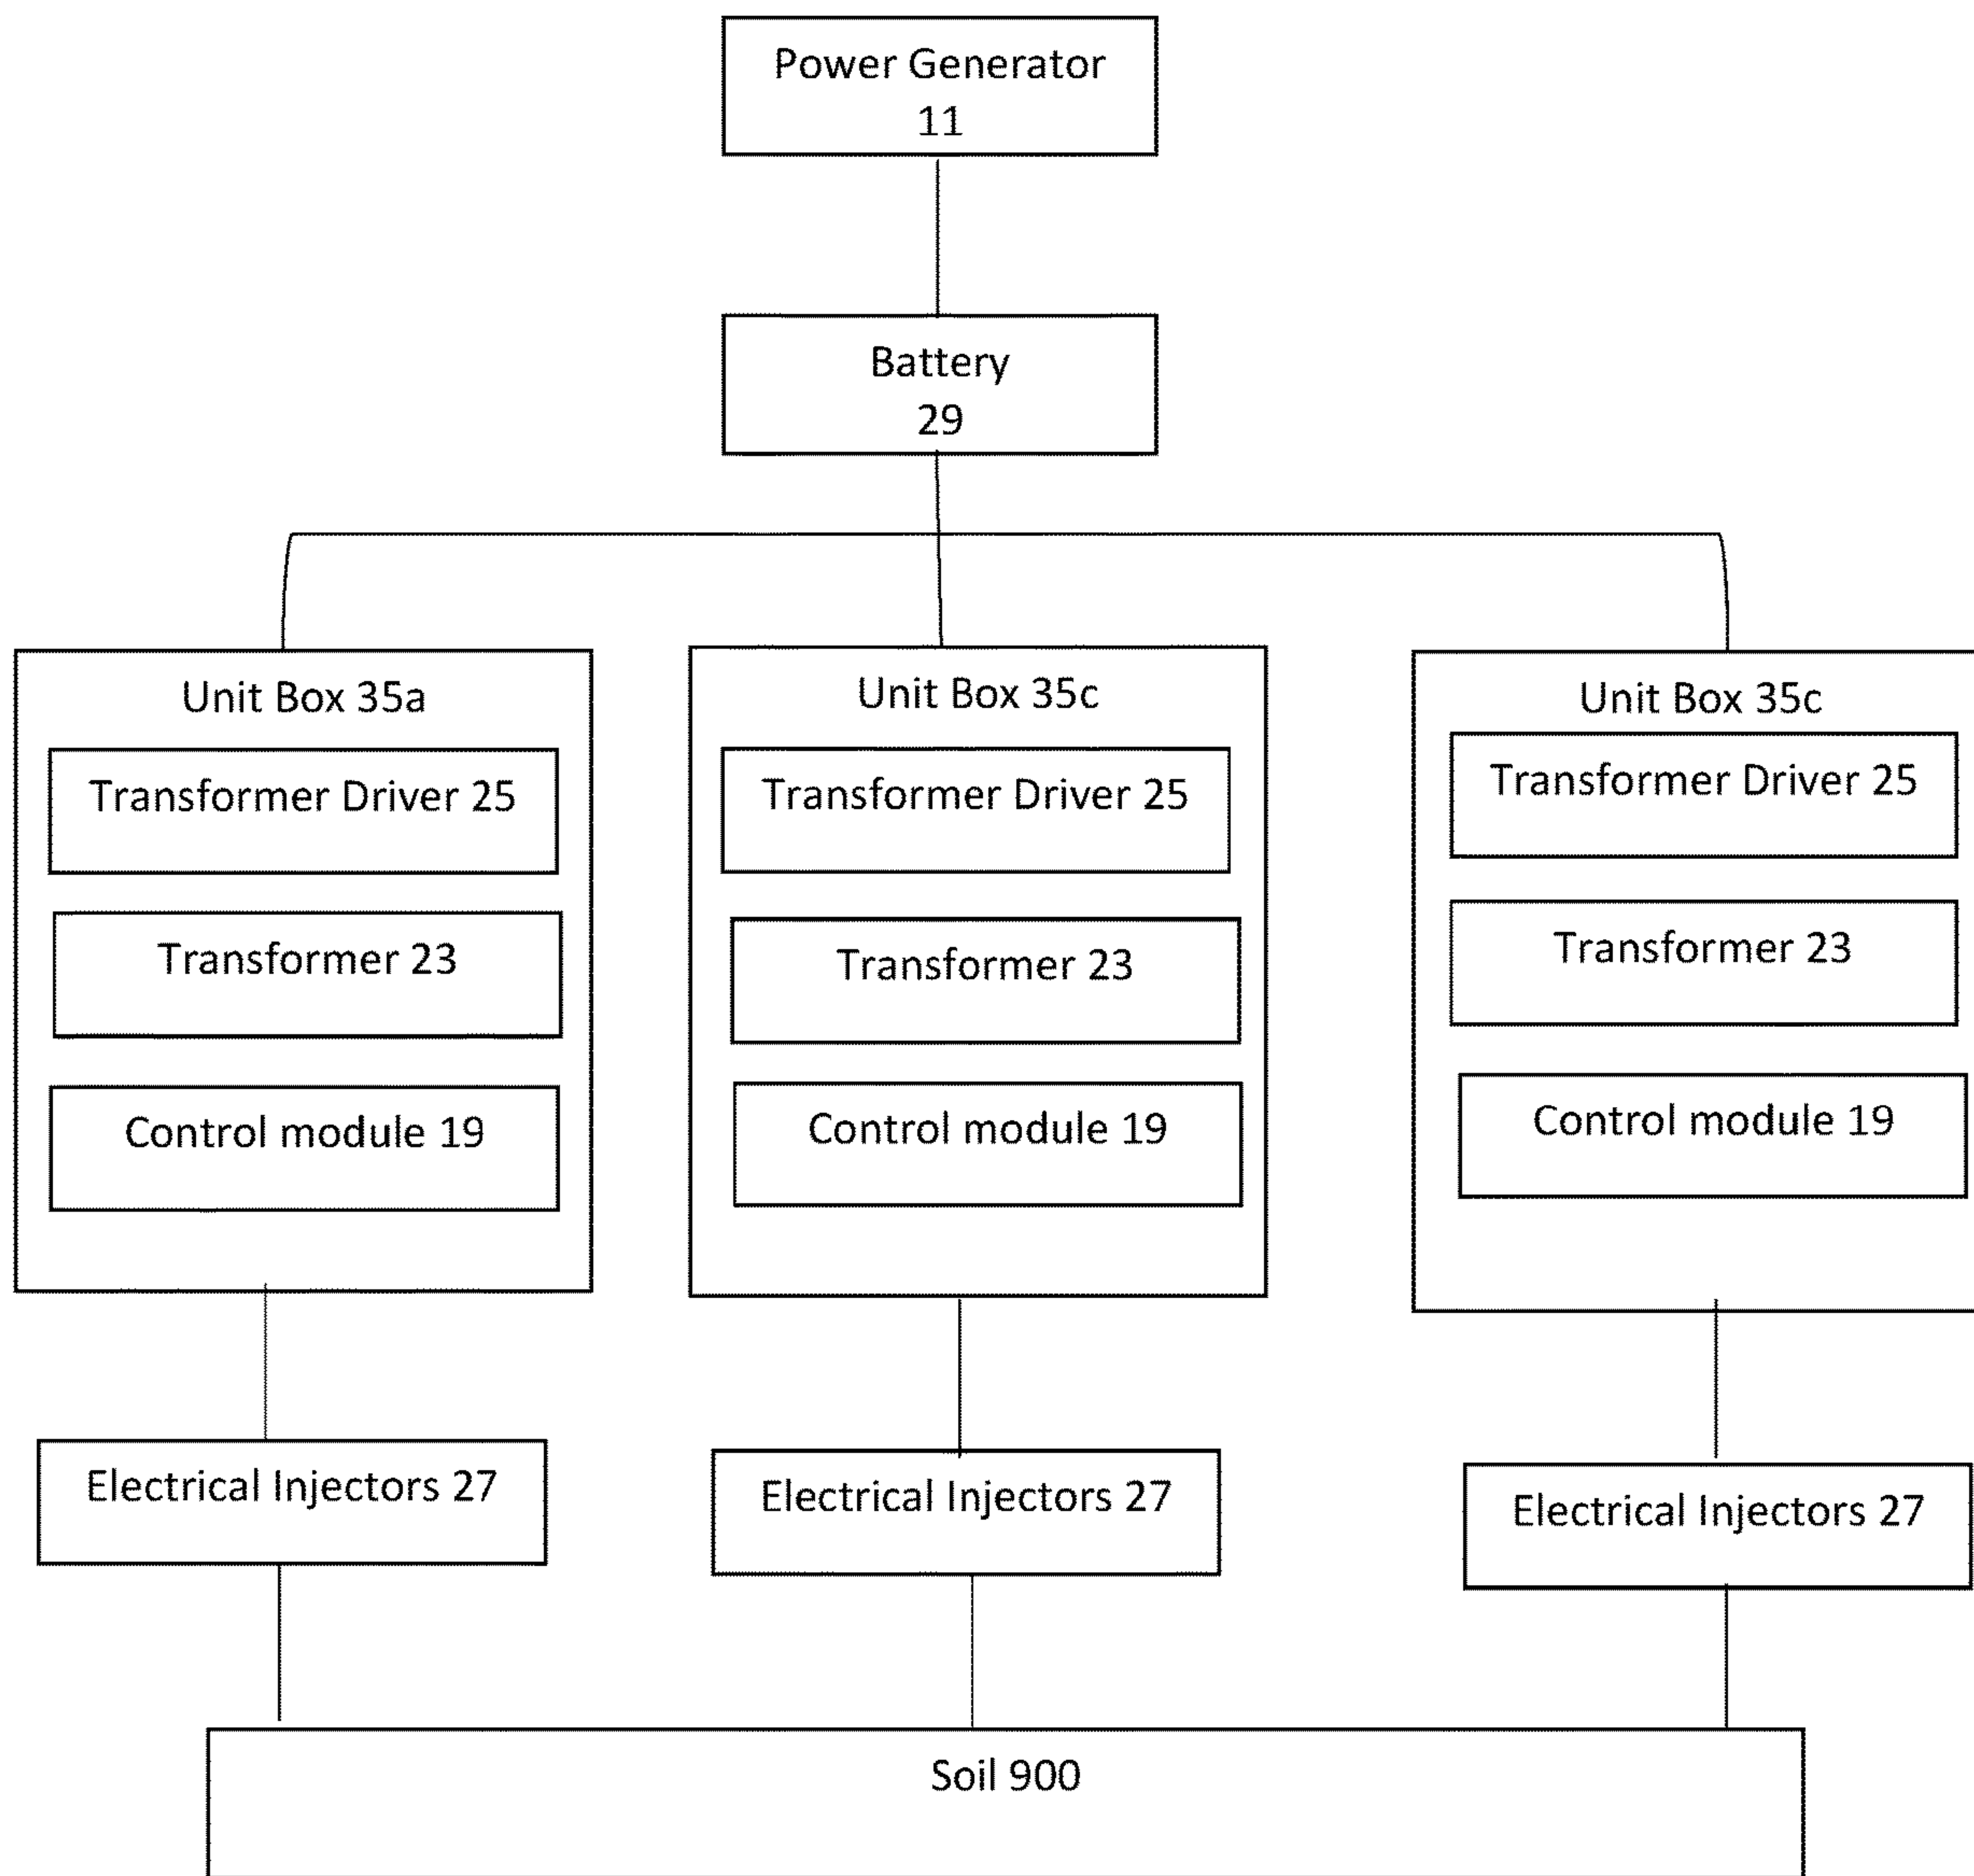 Power Generator
11
Battery
29
Unit Box 35a
Transformer Driver 25
Transformer 23
Control module 19
Electrical Injectors 27
Unit Box 35c
Transformer Driver 25
Transformer 23
Control module 19
Electrical Injectors 27
Unit Box 35c
Transformer Driver 25
Transformer 23
Control module 19
Electrical Injectors 27
Soil 900